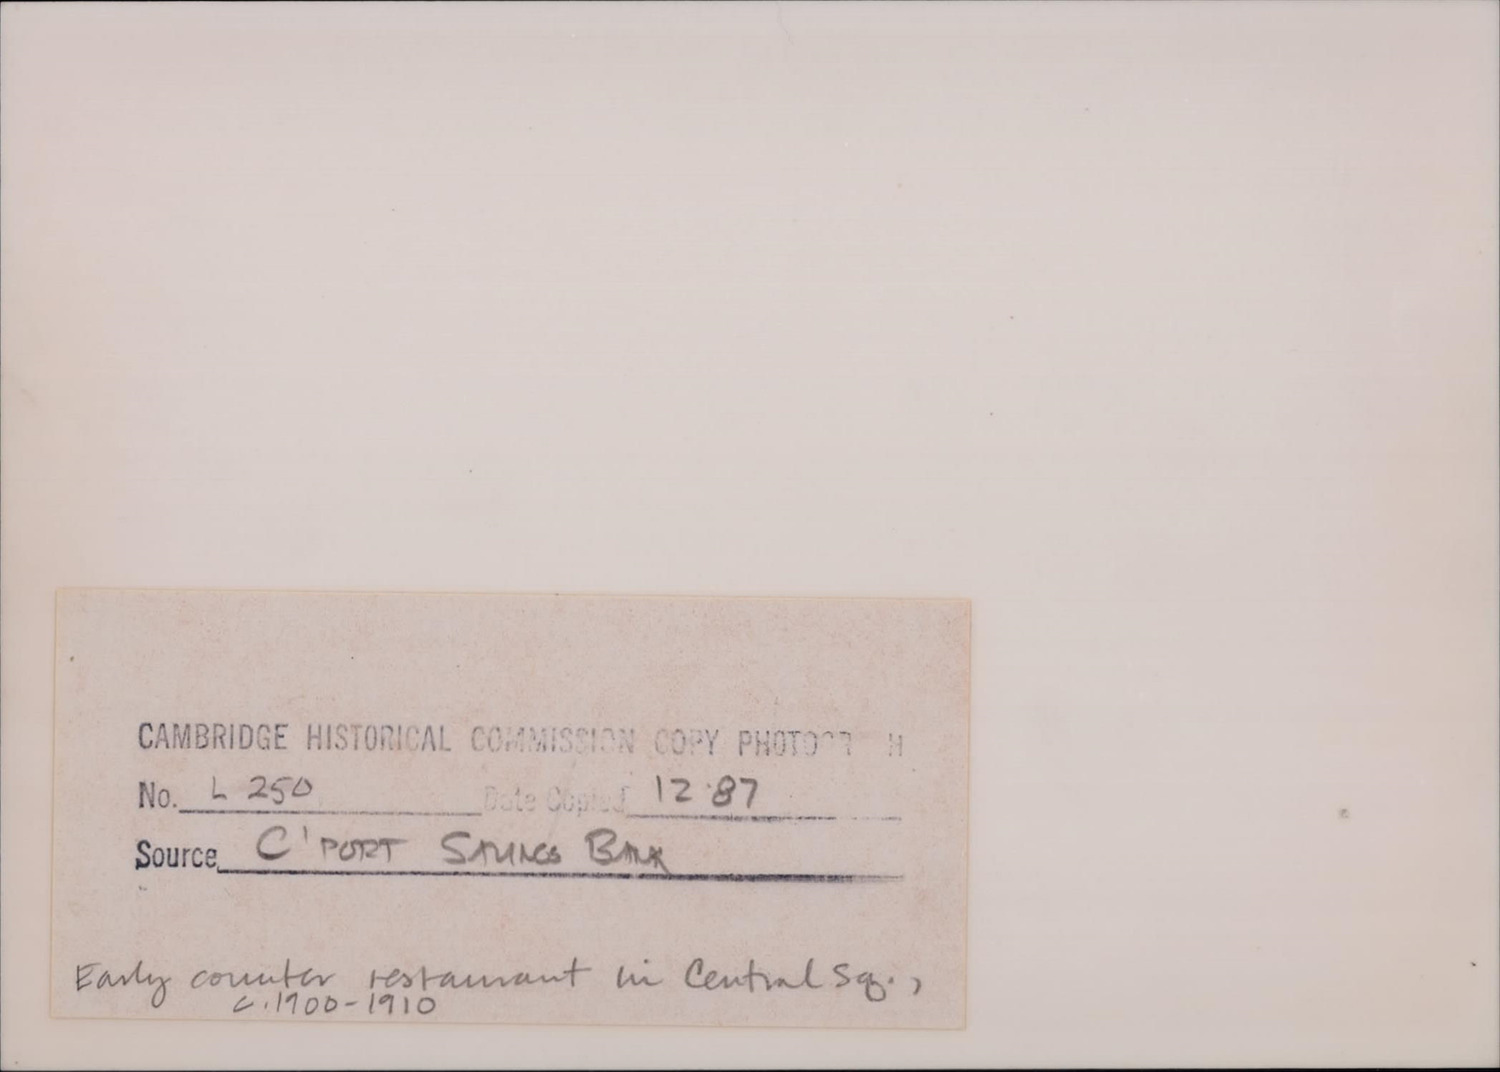 CAMBRIDGE HISTORICAL COMMISSION COPY PHOTOGRAPH
No. L 250 Date Copied 12·87
Source C'PORT SAVINGS BANK
Early counter restaurant in Central Sq.,
c.1900-1910